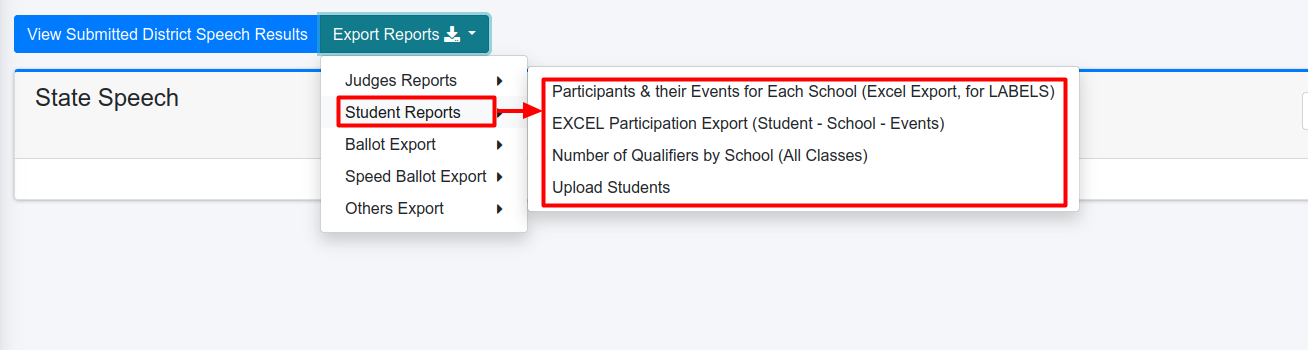 View Submitted District Speech Results
Export Reports
State Speech
Judges Reports
Student Reports
Ballot Export
Speed Ballot Export
Others Export
Participants & their Events for Each School (Excel Export, for LABELS)
EXCEL Participation Export (Student - School - Events)
Number of Qualifiers by School (All Classes)
Upload Students